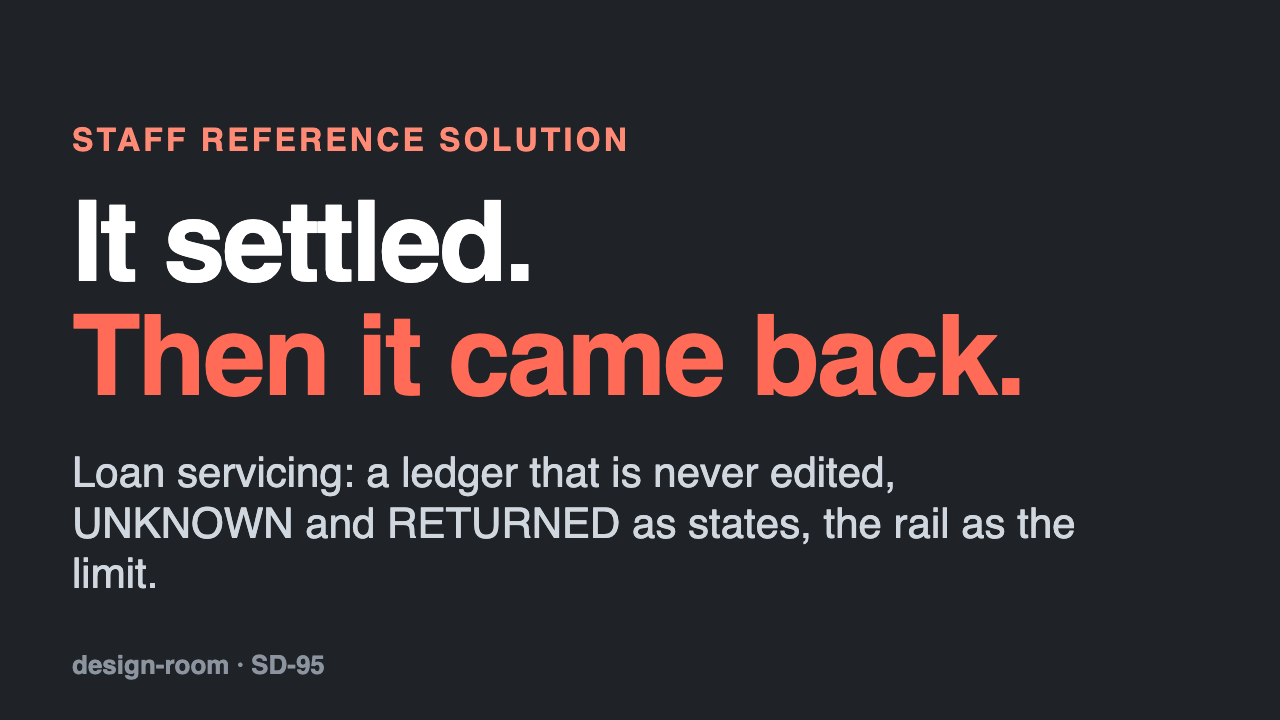 STAFF REFERENCE SOLUTION
It settled.
Then it came back.
Loan servicing: a ledger that is never edited,
UNKNOWN and RETURNED as states, the rail as the
limit.
design-room · SD-95